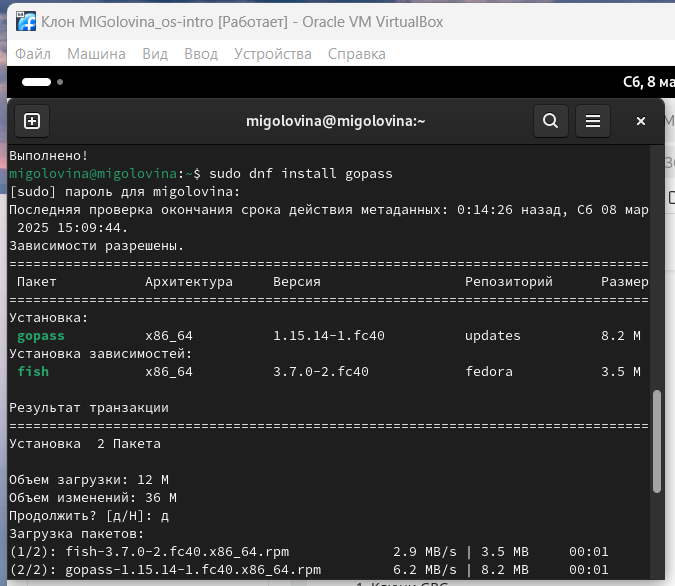 Клон MIGolovina_os-intro [Работает] - Oracle VM VirtualBox
Файл Машина Вид Ввод Устройства Справка
Сб, 8 ма
migolovina@migolovina:~
Выполнено!
migolovina@migolovina:~$ sudo dnf install gopass
[sudo] пароль для migolovina:
Последняя проверка окончания срока действия метаданных: 0:14:26 назад, Сб 08 мар
2025 15:09:44.
Зависимости разрешены.
================================================================================
Пакет Архитектура Версия Репозиторий Размер
================================================================================
Установка:
gopass x86_64 1.15.14-1.fc40 updates 8.2 M
Установка зависимостей:
fish x86_64 3.7.0-2.fc40 fedora 3.5 M
Результат транзакции
================================================================================
Установка 2 Пакета
Объем загрузки: 12 M
Объем изменений: 36 M
Продолжить? [д/Н]: д
Загрузка пакетов:
(1/2): fish-3.7.0-2.fc40.x86_64.rpm 2.9 MB/s | 3.5 MB 00:01
(2/2): gopass-1.15.14-1.fc40.x86_64.rpm 6.2 MB/s | 8.2 MB 00:01